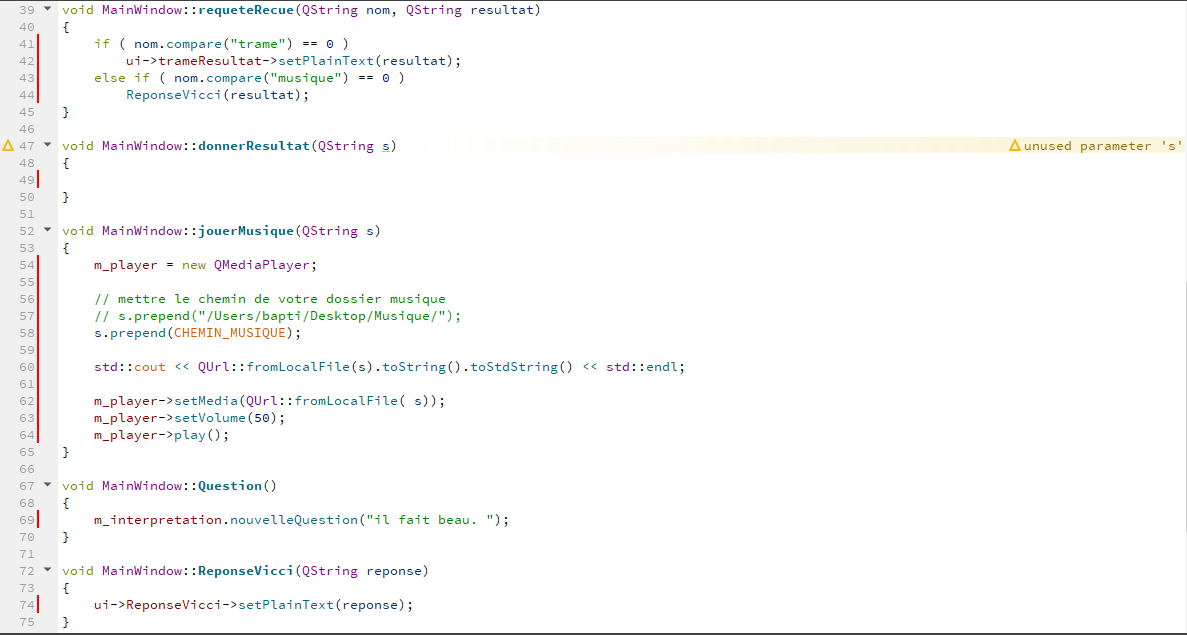 39 void MainWindow::requeteRecue(QString nom, QString resultat)
40 {
41     if ( nom.compare("trame") == 0 )
42         ui->trameResultat->setPlainText(resultat);
43     else if ( nom.compare("musique") == 0 )
44         ReponseVicci(resultat);
45 }
46
47 void MainWindow::donnerResultat(QString s) unused parameter 's'
48 {
49
50 }
51
52 void MainWindow::jouerMusique(QString s)
53 {
54     m_player = new QMediaPlayer;
55
56     // mettre le chemin de votre dossier musique
57     // s.prepend("/Users/bapti/Desktop/Musique/");
58     s.prepend(CHEMIN_MUSIQUE);
59
60     std::cout << QUrl::fromLocalFile(s).toString().toStdString() << std::endl;
61
62     m_player->setMedia(QUrl::fromLocalFile( s));
63     m_player->setVolume(50);
64     m_player->play();
65 }
66
67 void MainWindow::Question()
68 {
69     m_interpretation.nouvelleQuestion("il fait beau. ");
70 }
71
72 void MainWindow::ReponseVicci(QString reponse)
73 {
74     ui->ReponseVicci->setPlainText(reponse);
75 }